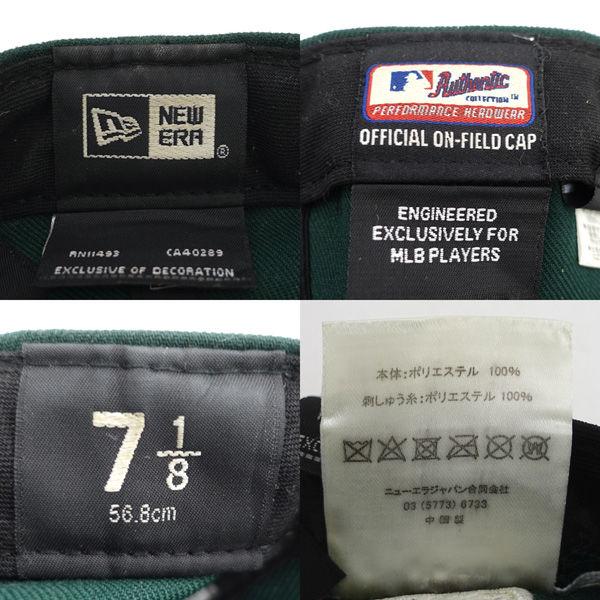 NEW
ERA
®
RN11493 CA40289
EXCLUSIVE OF DECORATION
Authentic
COLLECTION™
PERFORMANCE HEADWEAR
OFFICIAL ON-FIELD CAP
ENGINEERED
EXCLUSIVELY FOR
MLB PLAYERS
7 1/8
56.8cm
本体:ポリエステル 100%
刺しゅう糸:ポリエステル 100%
ニューエラジャパン合同会社
03 (5773) 6733
中国製